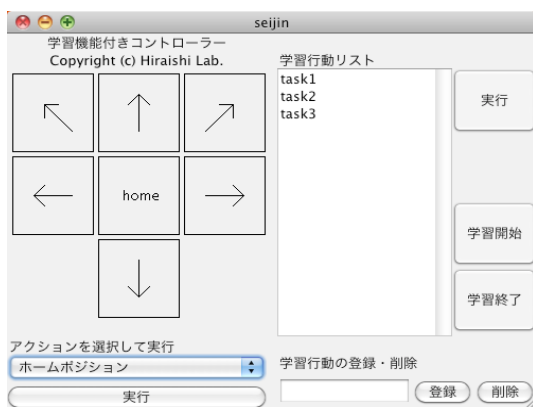 seijin
学習機能付きコントローラー
Copyright (c) Hiraishi Lab.
home
アクションを選択して実行
ホームポジション
実行
学習行動リスト
task1
task2
task3
実行
学習開始
学習終了
学習行動の登録・削除
登録
削除